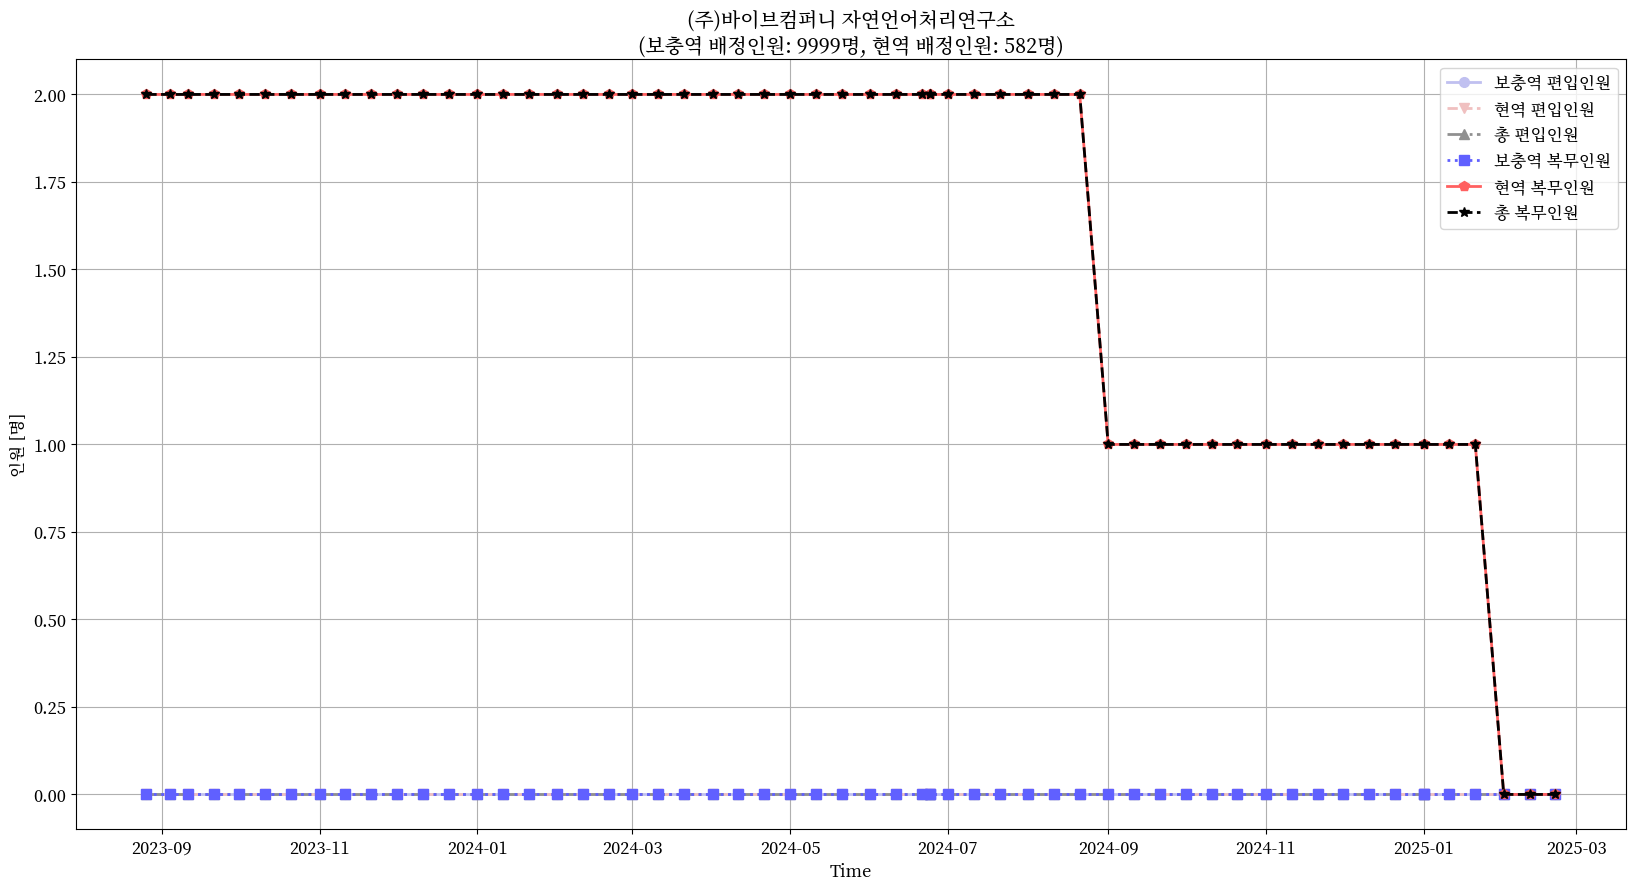 (주)바이브컴퍼니 자연언어처리연구소
(보충역 배정인원: 9999명, 현역 배정인원: 582명)
보충역 편입인원
현역 편입인원
총 편입인원
보충역 복무인원
현역 복무인원
총 복무인원
인원 [명]
2.00
1.75
1.50
1.25
1.00
0.75
0.50
0.25
0.00
2023-09 2023-11 2024-01 2024-03 2024-05 2024-07 2024-09 2024-11 2025-01 2025-03
Time